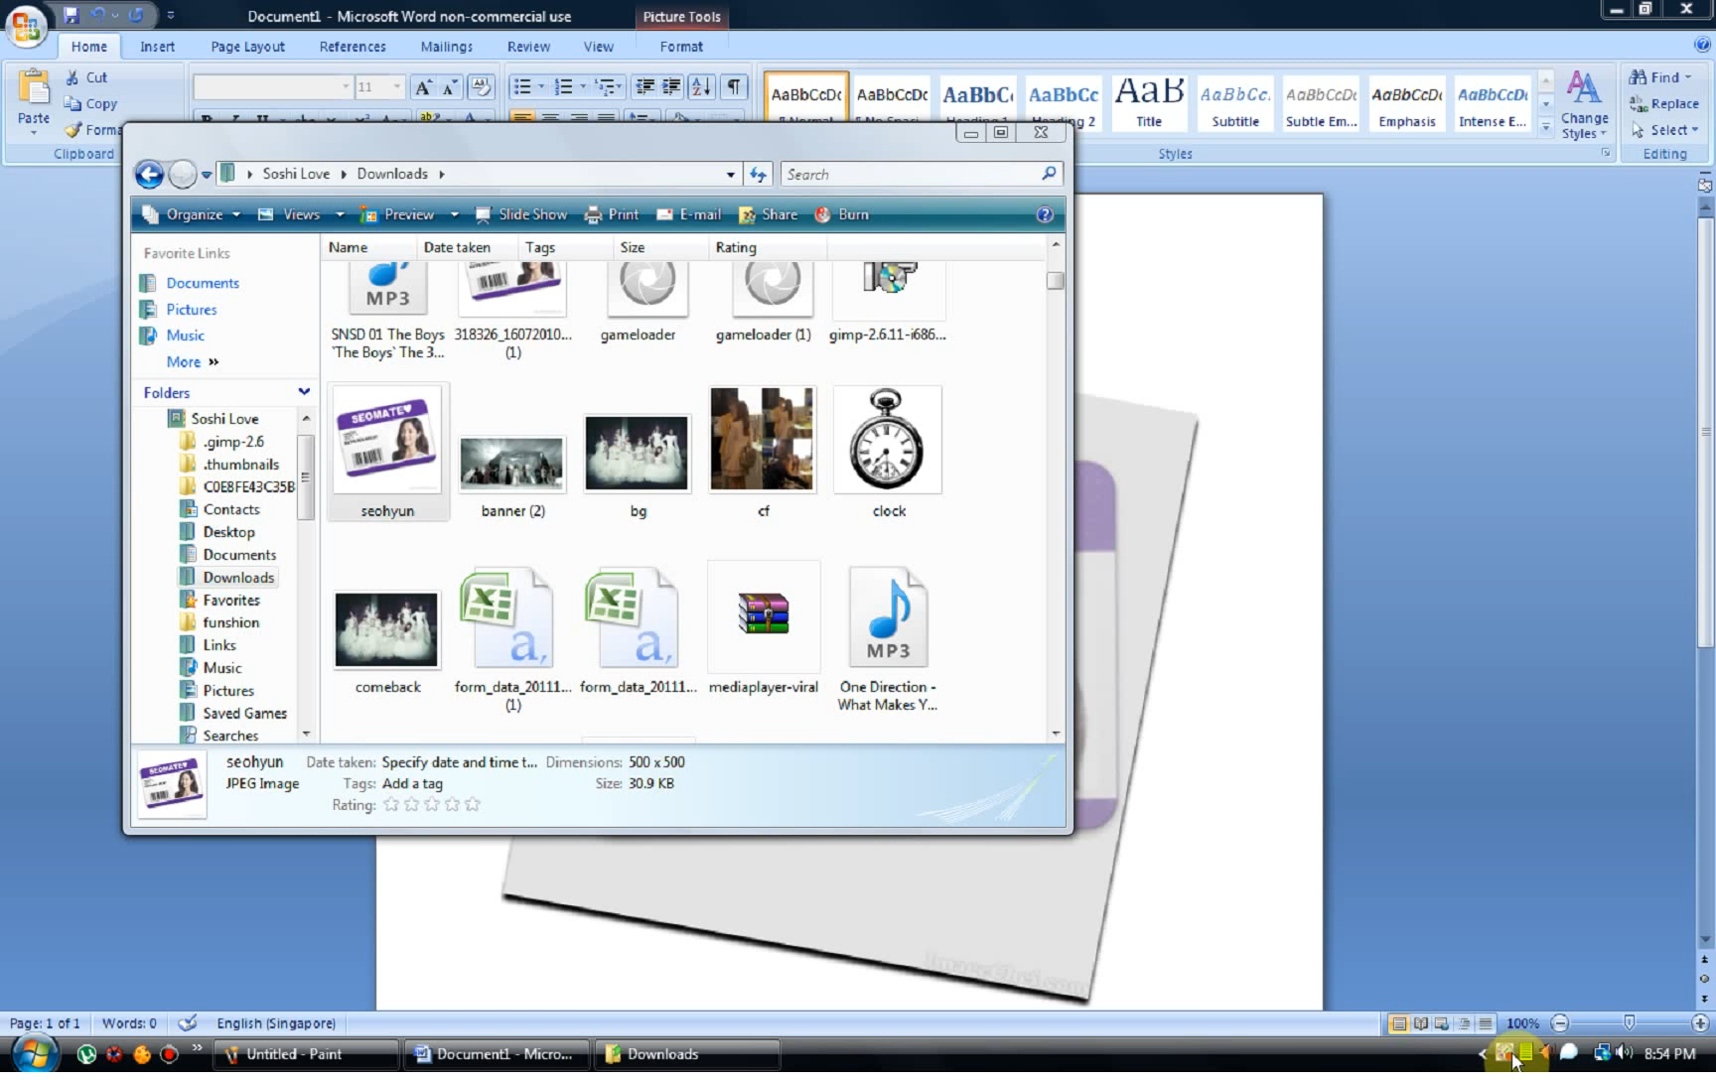 Document1 - Microsoft Word non-commercial use
Picture Tools
Home
Insert
Page Layout
References
Mailings
Review
View
Format
Paste
Cut
Copy
Forma
Clipboard
11
AaBbCcDc
AaBbCcDc
AaBbC
AaBbCc
AaB
AaBbCc.
AaBbCcDc
AaBbCcDc
AaBbCcDc
Title
Subtitle
Subtle Em...
Emphasis
Intense E...
Change
Styles
Styles
Find
Replace
Select
Editing
Soshi Love
Downloads
Search
Organize
Views
Preview
Slide Show
Print
E-mail
Share
Burn
Favorite Links
Documents
Pictures
Music
More »
Folders
Soshi Love
.gimp-2.6
.thumbnails
C0E8FE43C35B
Contacts
Desktop
Documents
Downloads
Favorites
funshion
Links
Music
Pictures
Saved Games
Searches
Name
Date taken
Tags
Size
Rating
MP3
SNSD 01 The Boys
`The Boys` The 3...
318326_16072010...
(1)
gameloader
gameloader (1)
gimp-2.6.11-i686...
SEOMATE♥
seohyun
banner (2)
bg
cf
clock
comeback
form_data_20111...
(1)
form_data_20111...
mediaplayer-viral
MP3
One Direction -
What Makes Y...
seohyun
JPEG Image
Date taken: Specify date and time t...
Tags: Add a tag
Rating:
Dimensions: 500 x 500
Size: 30.9 KB
SEOMATE♥
Page: 1 of 1
Words: 0
English (Singapore)
100%
Untitled - Paint
Document1 - Micro...
Downloads
8:54 PM